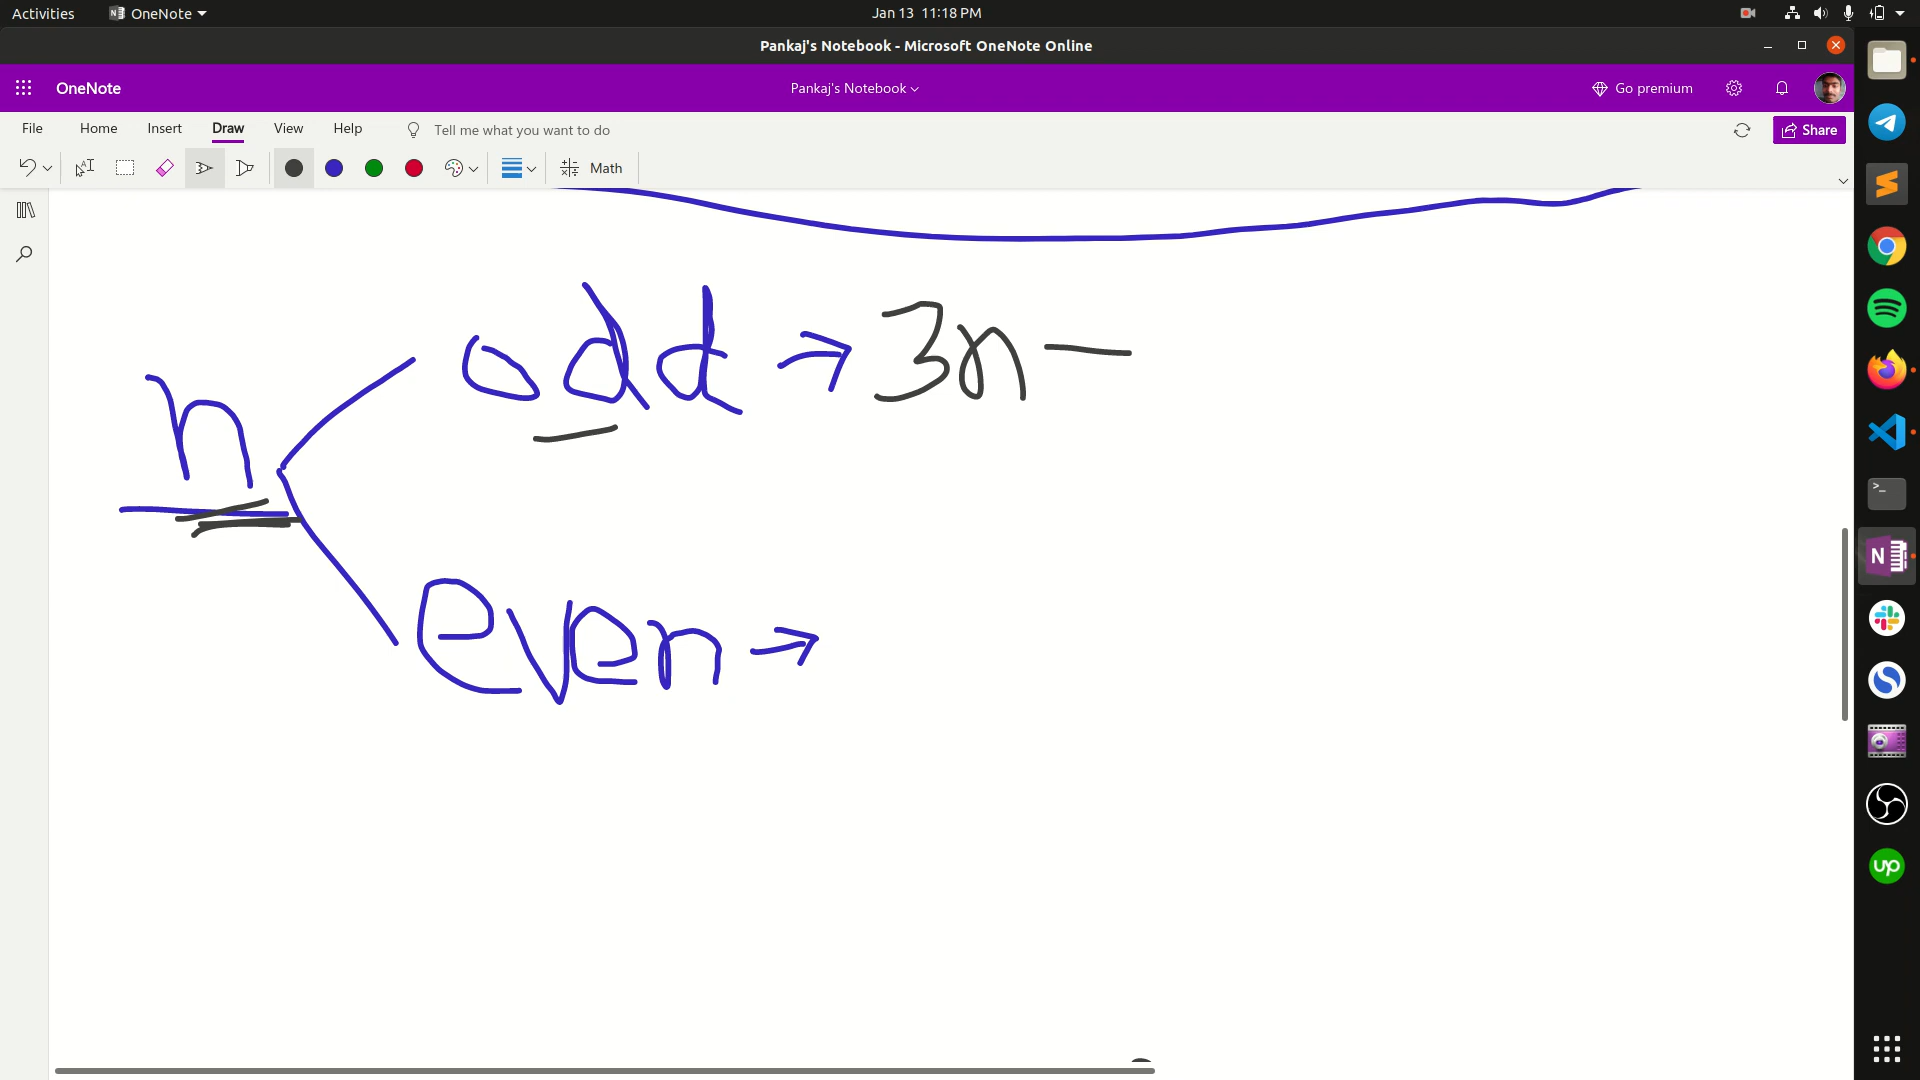 Activities OneNote Jan 13 11:18 PM
Pankaj's Notebook - Microsoft OneNote Online
OneNote Pankaj's Notebook Go premium
File Home Insert Draw View Help Tell me what you want to do Share
Math
odd → 3n —
n
even →